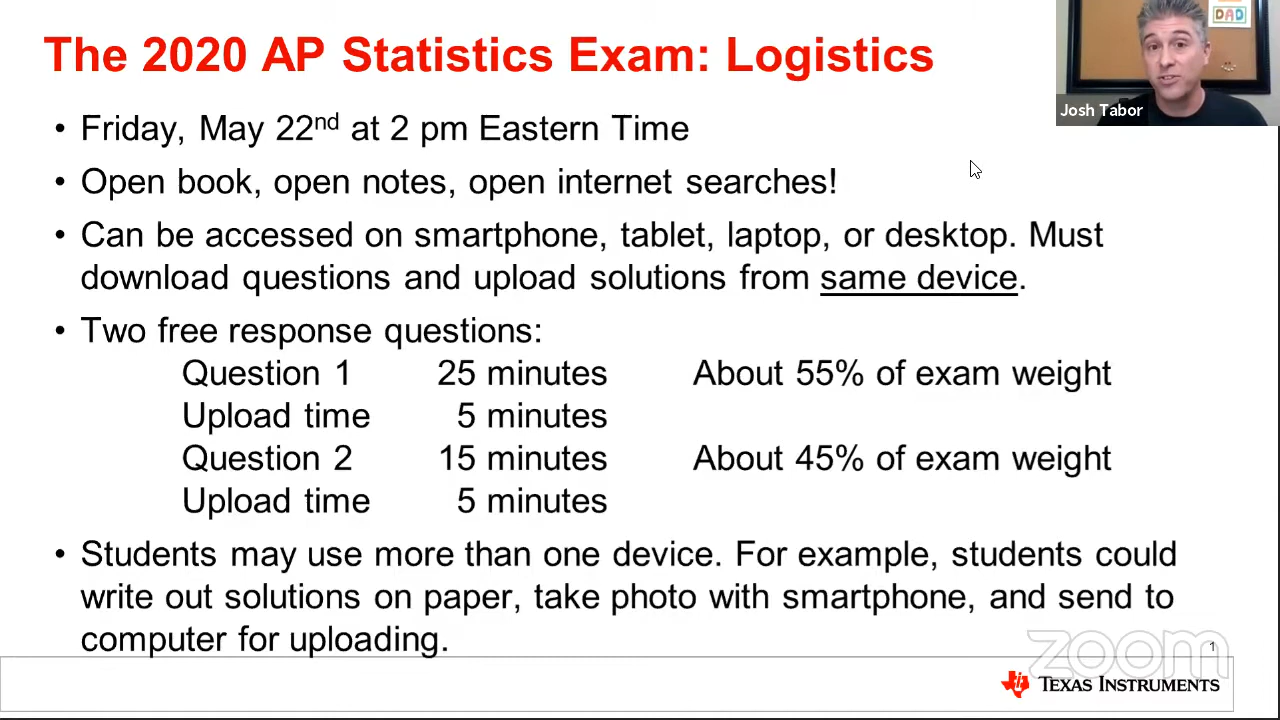 The 2020 AP Statistics Exam: Logistics
DAD
Josh Tabor
• Friday, May 22nd at 2 pm Eastern Time
• Open book, open notes, open internet searches!
• Can be accessed on smartphone, tablet, laptop, or desktop. Must
download questions and upload solutions from same device.
• Two free response questions:
Question 1 25 minutes About 55% of exam weight
Upload time 5 minutes
Question 2 15 minutes About 45% of exam weight
Upload time 5 minutes
• Students may use more than one device. For example, students could
write out solutions on paper, take photo with smartphone, and send to
computer for uploading.
zoom
1
TEXAS INSTRUMENTS